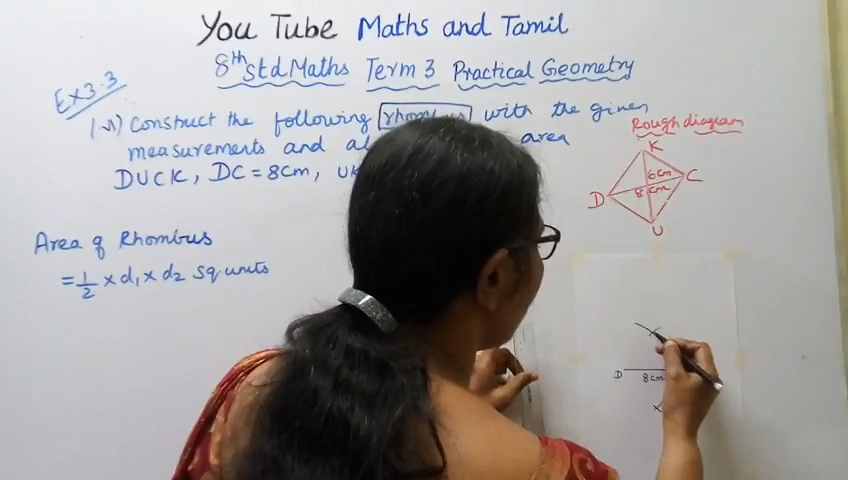 You Tube Maths and Tamil
8th Std Maths Term 3 Practical Geometry
Ex 3.3
Construct the following rhombus with the given
measurements and area
DUCK, DC = 8cm,
Rough diagram
K
6cm
C
8cm
D
U
Area of Rhombus
= 1/2 × d1 × d2 sq.units
D
8cm